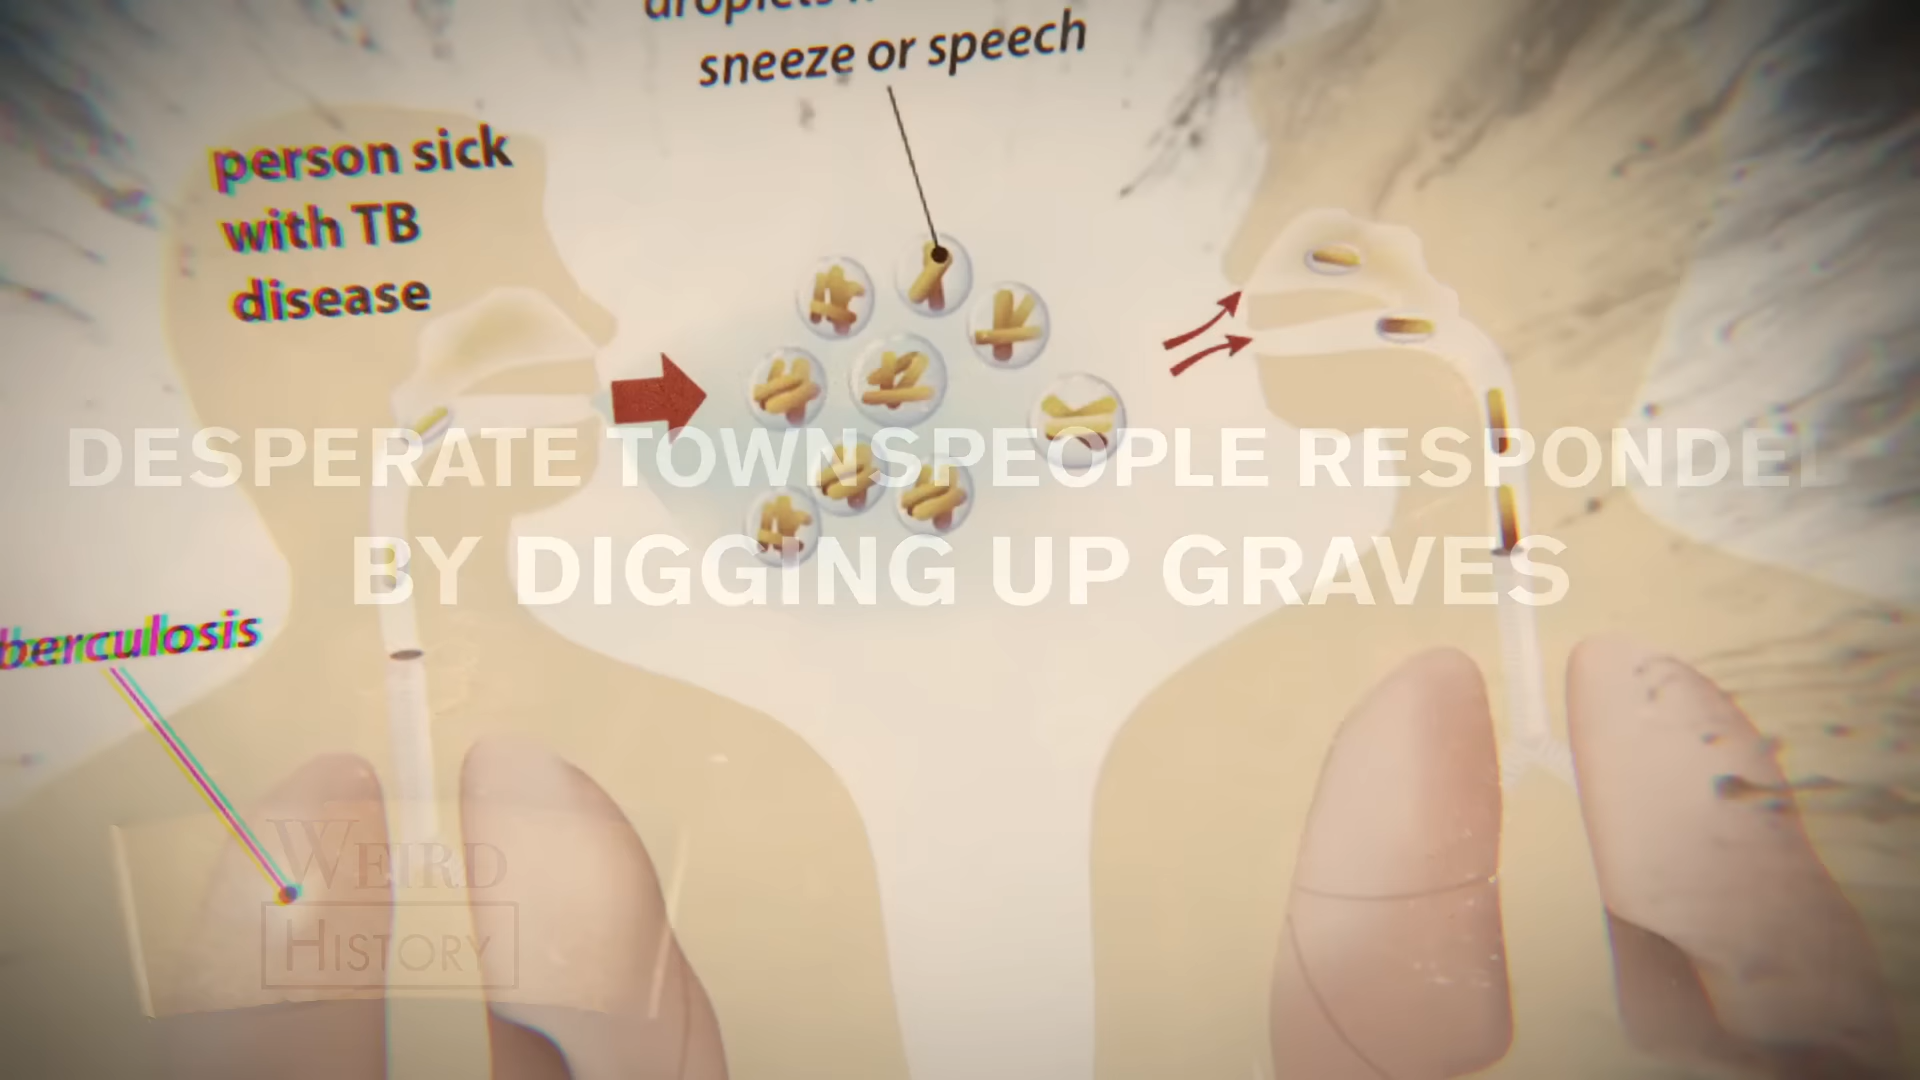 sneeze or speech
person sick
with TB
disease
DESPERATE TOWNSPEOPLE RESPONDED
BY DIGGING UP GRAVES
berculosis
WEIRD
HISTORY